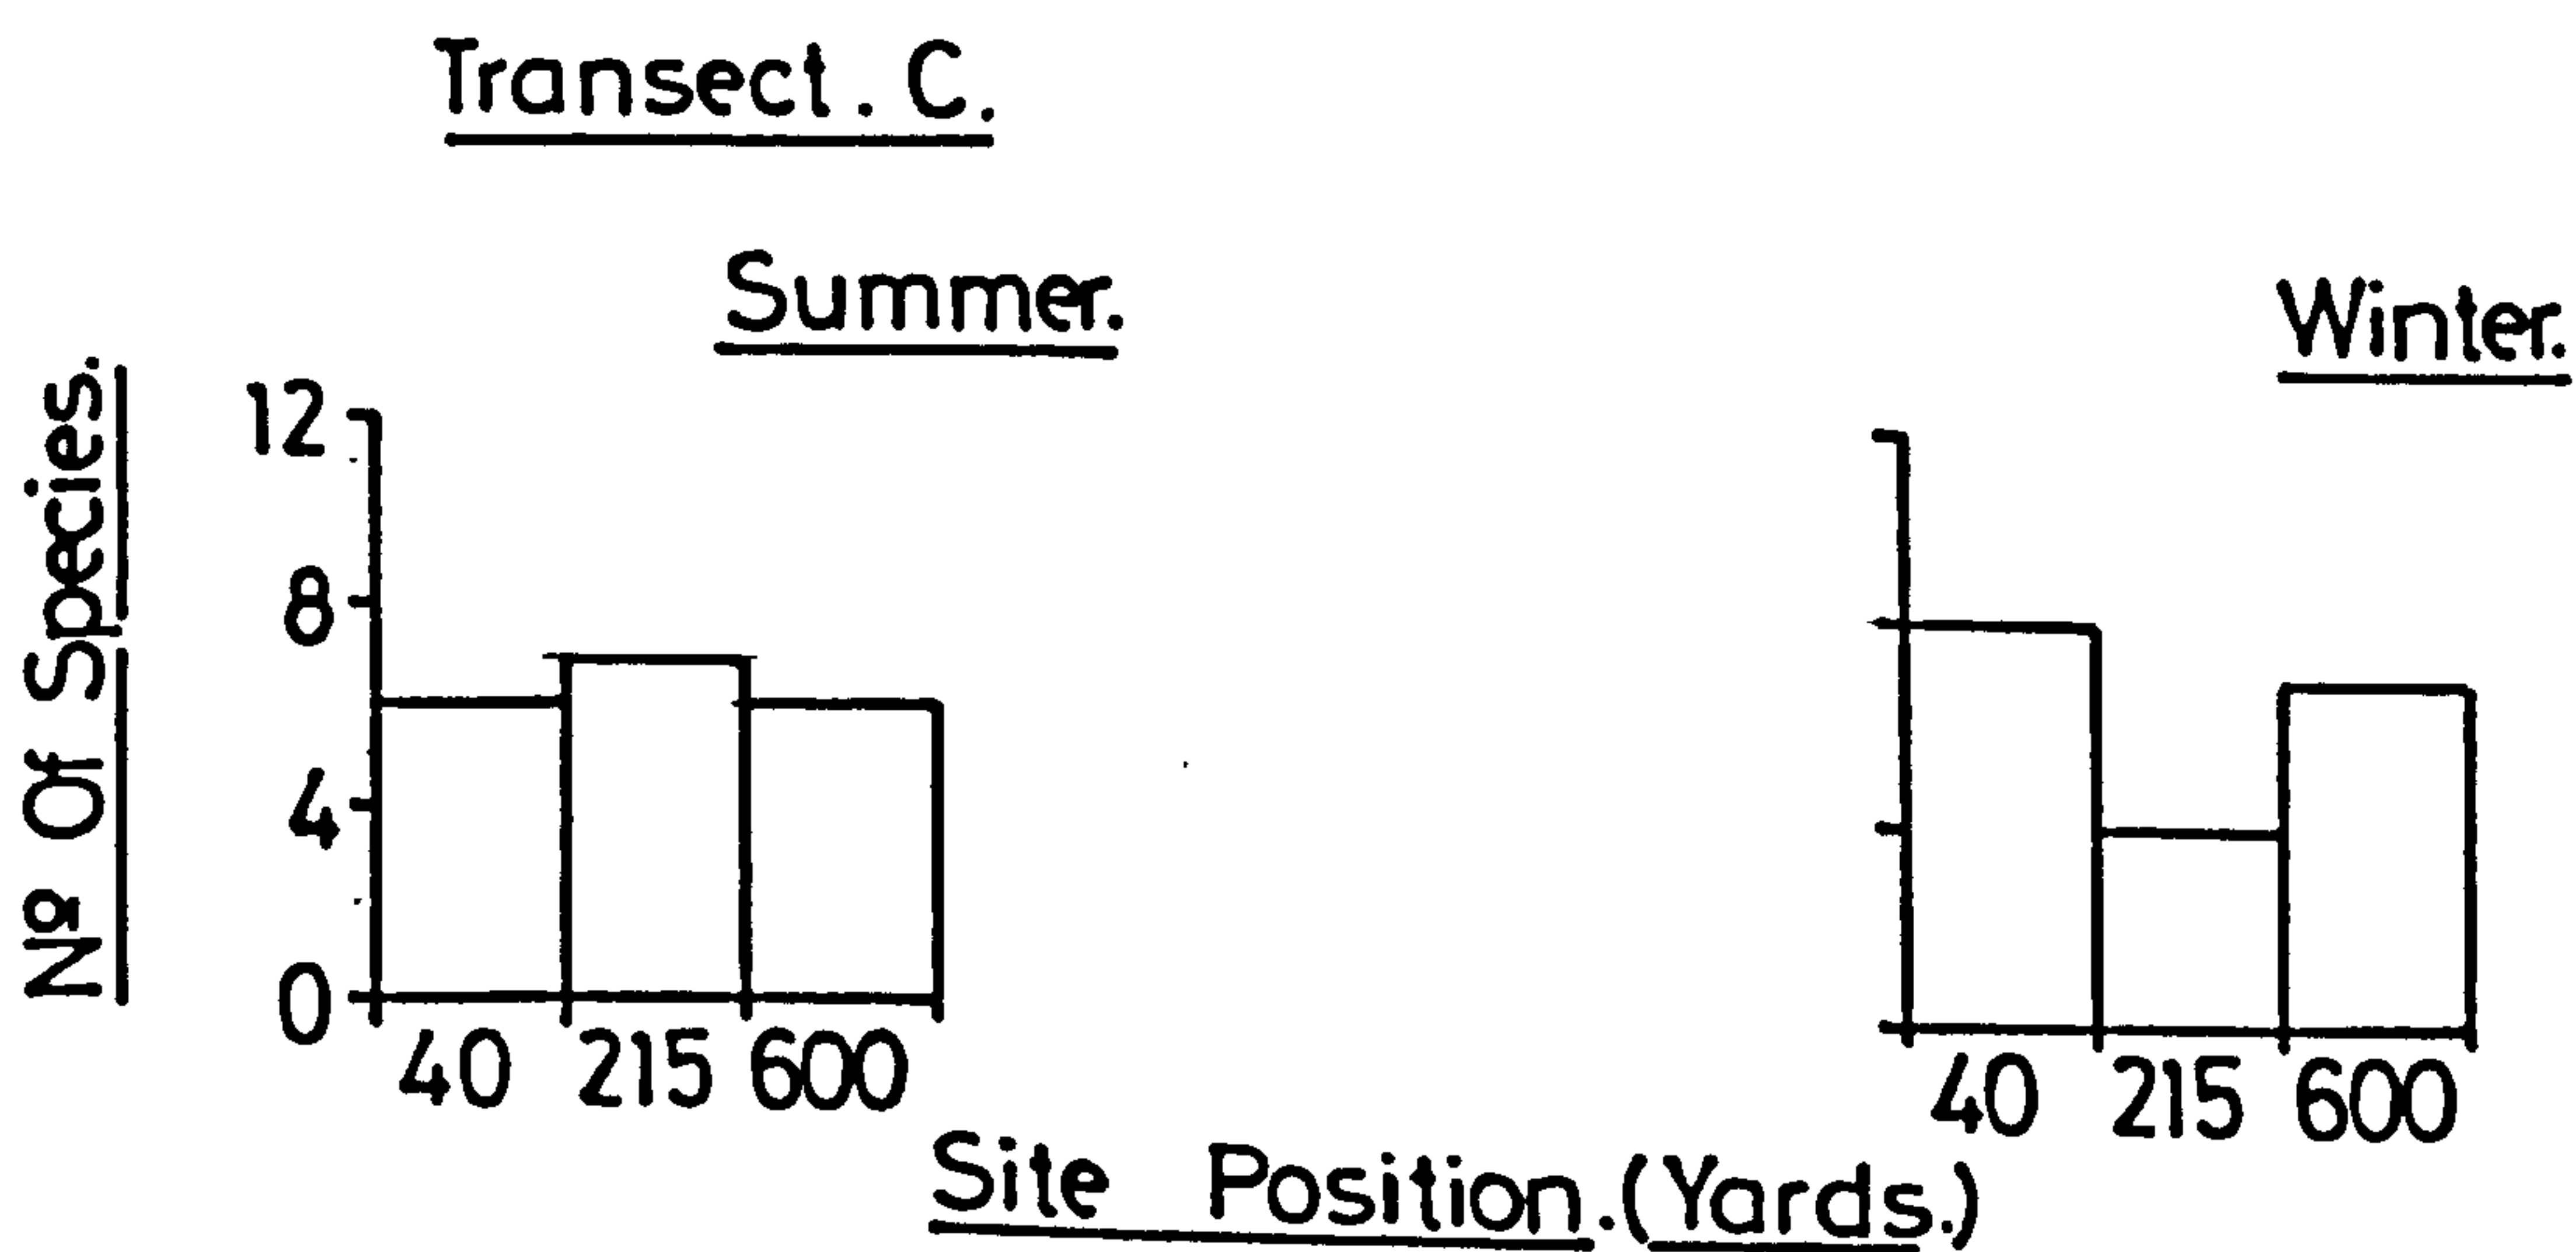 Transect. C.
Summer.
Winter.
Nº Of Species.
12
8
4
0
40 215 600
40 215 600
Site Position.(Yards.)